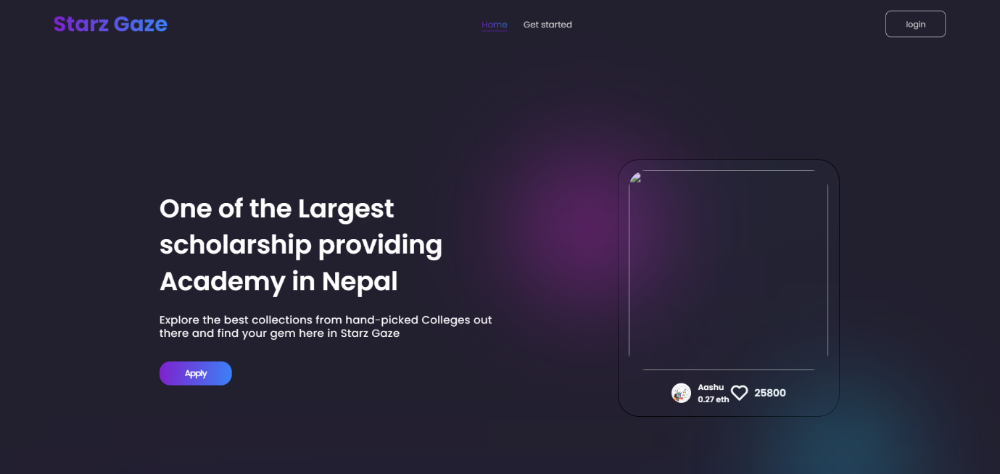 Starz Gaze
Home
Get started
login
One of the Largest
scholarship providing
Academy in Nepal
Explore the best collections from hand-picked Colleges out
there and find your gem here in Starz Gaze
Apply
Aashu
0.27 eth
25800